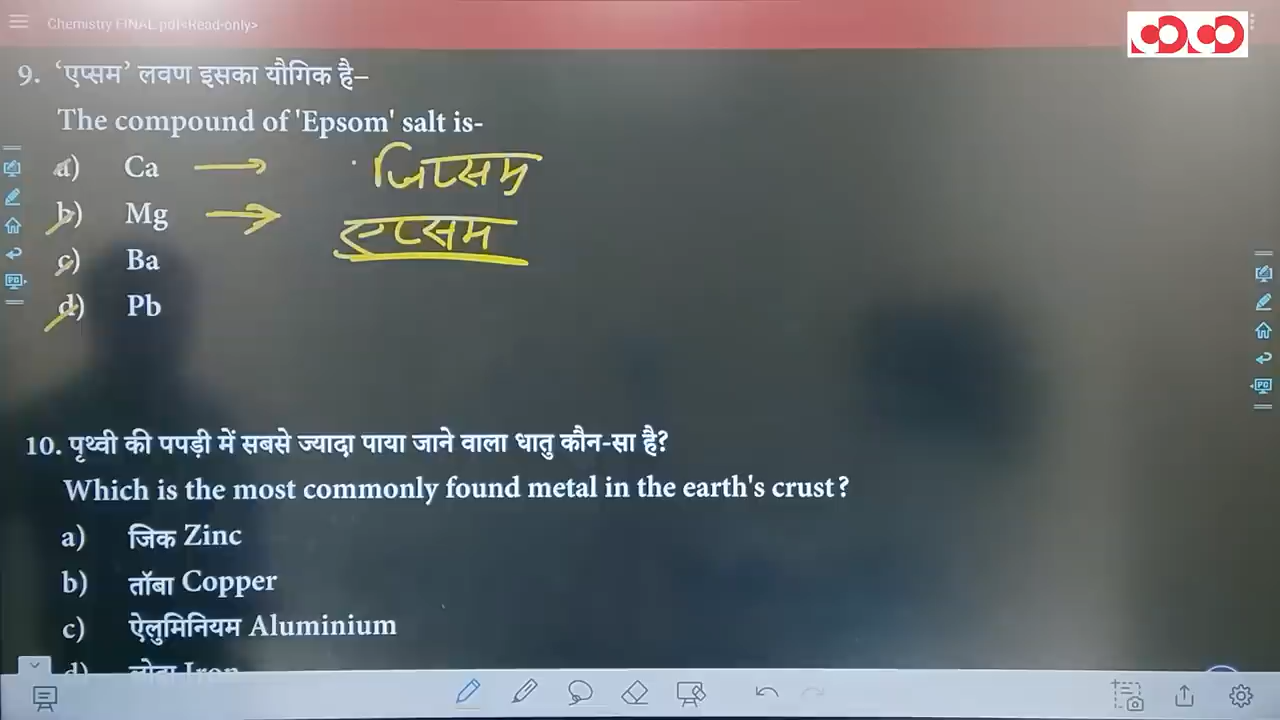 Chemistry FINAL.pdf<Read-only>
9. ‘एप्सम’ लवण इसका यौगिक है–
The compound of 'Epsom' salt is-
a) Ca → जिप्सम
b) Mg → एप्सम
c) Ba
d) Pb
10. पृथ्वी की पपड़ी में सबसे ज्यादा पाया जाने वाला धातु कौन-सा है?
Which is the most commonly found metal in the earth's crust?
a) जिंक Zinc
b) ताँबा Copper
c) ऐलुमिनियम Aluminium
d) लोहा Iron